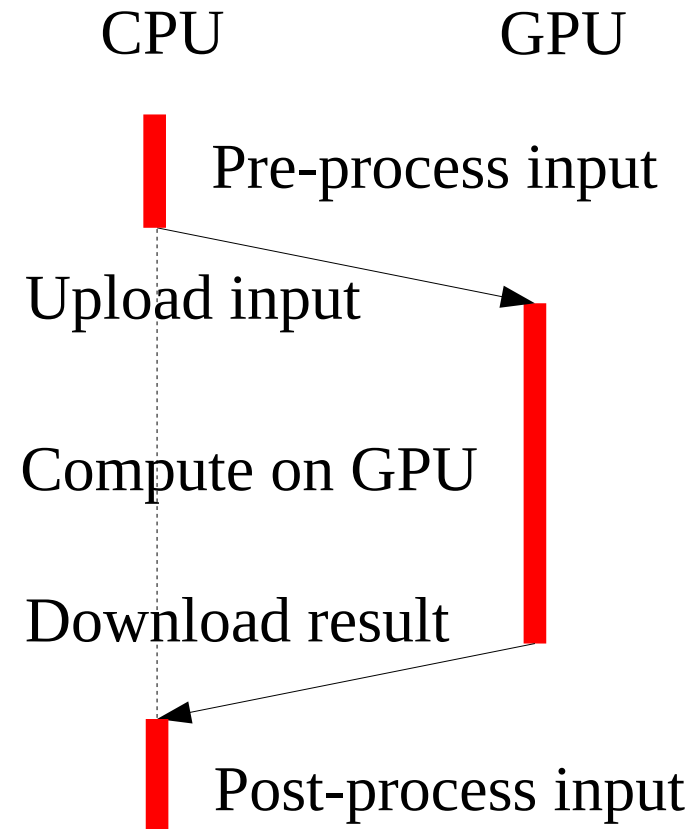 CPU
GPU
Pre-process input
Upload input
Compute on GPU
Download result
Post-process input